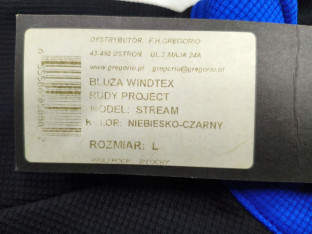 DYSTRYBUTOR: F.H.GREGORIO
43-450 USTROŃ UL.3 MAJA 24A
www.gregorio.pl gregorio@gregorio.pl
BLUZA WINDTEX
RUDY PROJECT
MODEL: STREAM
KOLOR: NIEBIESKO-CZARNY
ROZMIAR: L